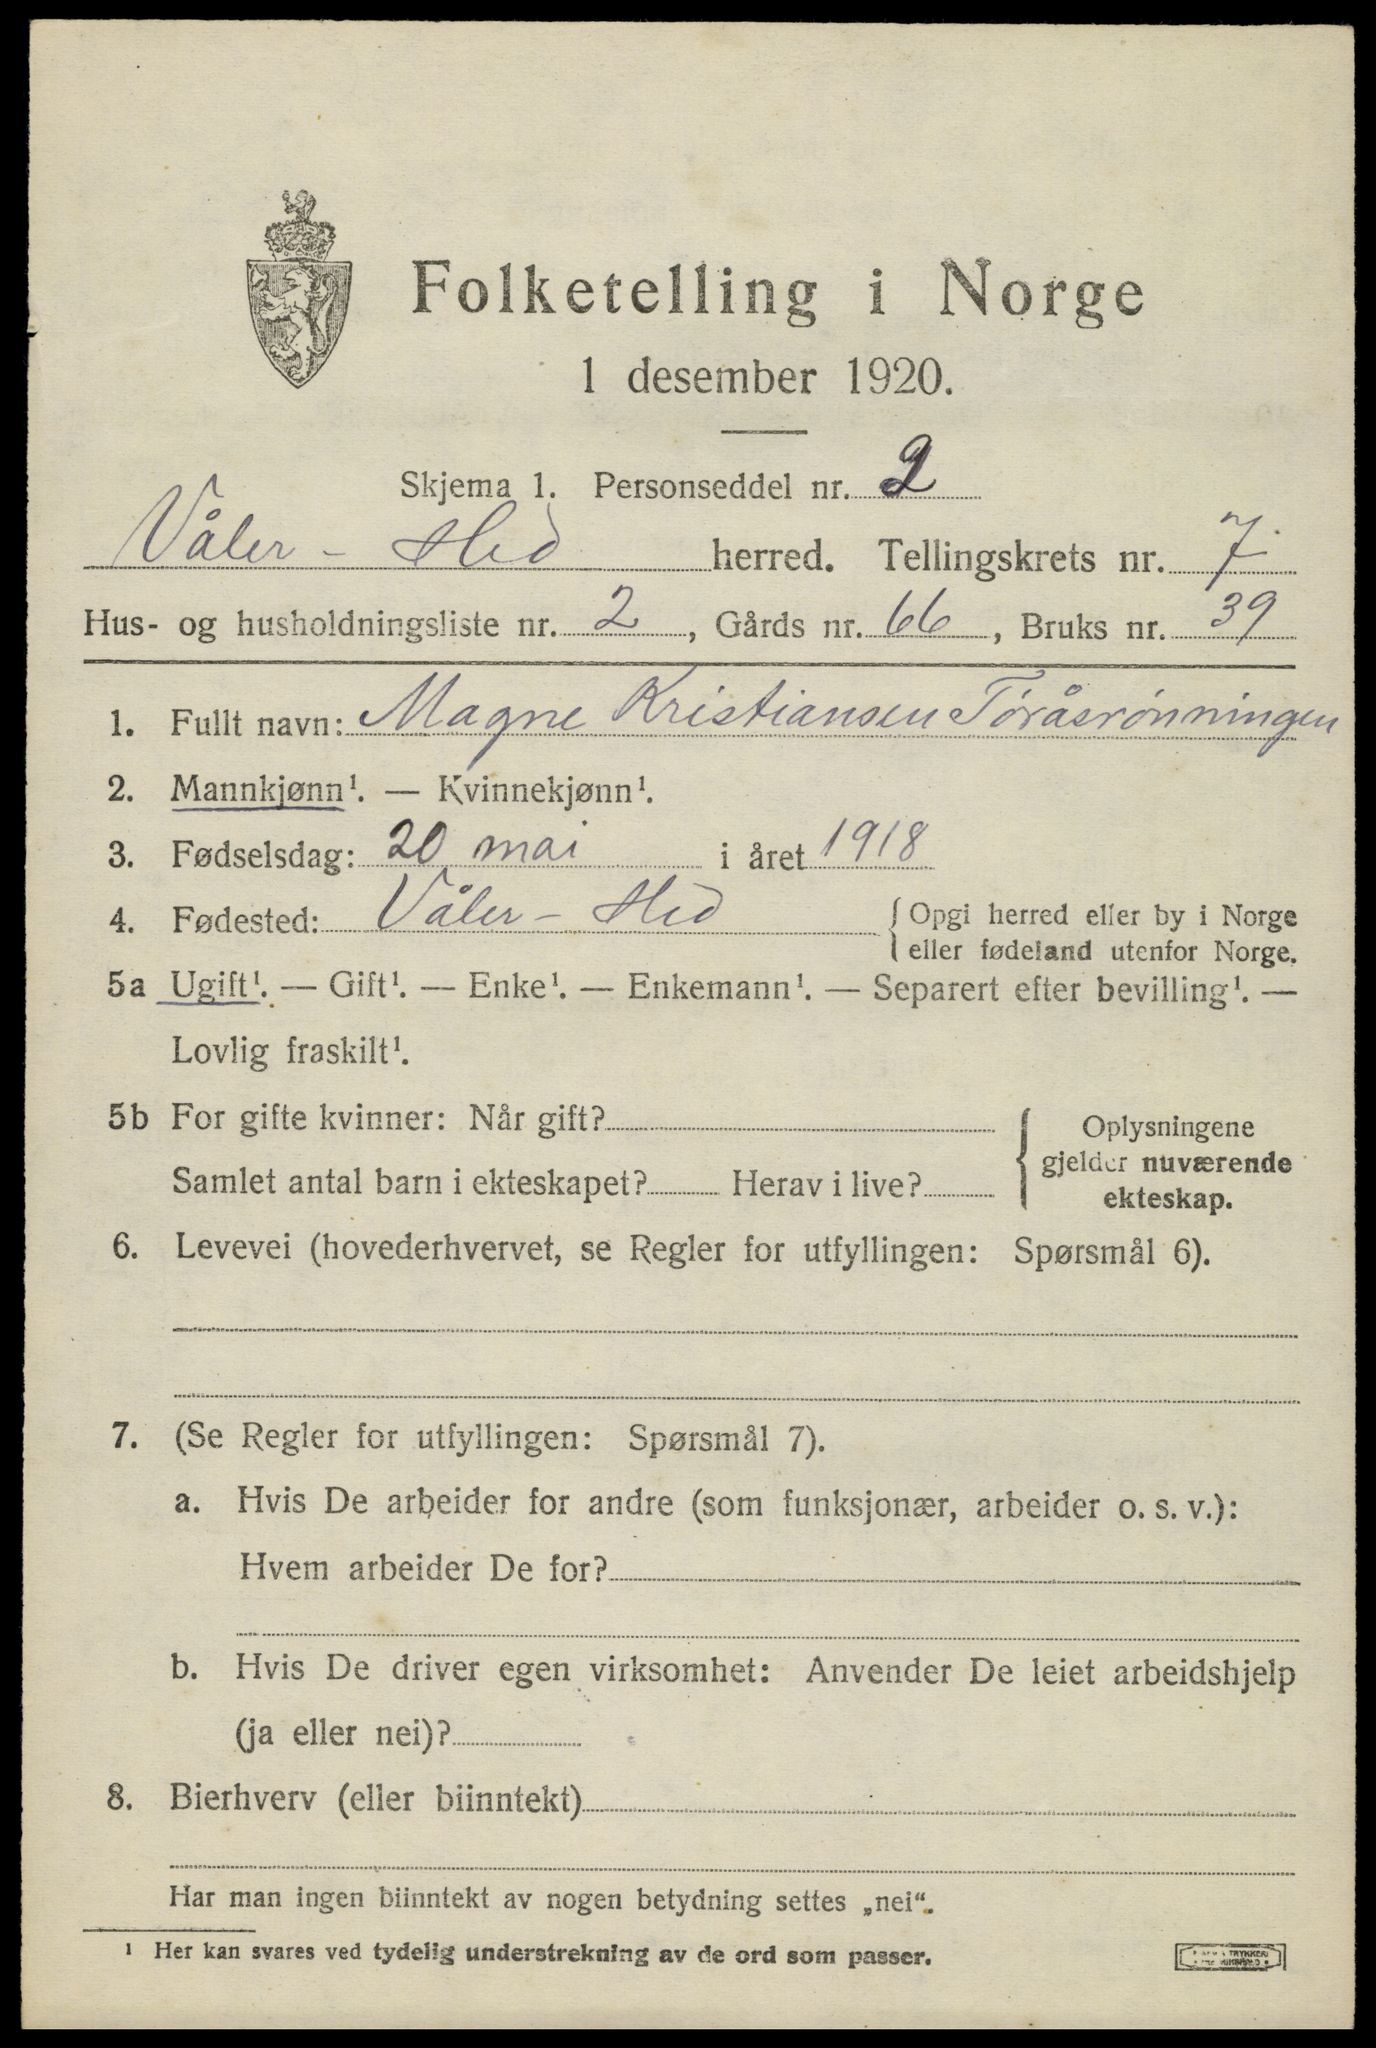 Folketelling i Norge
1 desember 1920.
Skjema 1. Personseddel nr. 2
Våler - Hed herred. Tellingskrets nr. 7
Hus- og husholdningsliste nr. 2, Gårds nr. 66, Bruks nr. 39
1. Fullt navn: Magne Kristiansen Töråsrönningen
2. Mannkjønn¹. — Kvinnekjønn¹.
3. Fødselsdag: 20 mai i året 1918
4. Fødested: Våler - Hed {Opgi herred eller by i Norge
eller fødeland utenfor Norge.
5a Ugift¹. — Gift¹. — Enke¹. — Enkemann¹. — Separert efter bevilling¹. —
Lovlig fraskilt¹.
5b For gifte kvinner: Når gift?
Samlet antal barn i ekteskapet? Herav i live?
Oplysningene
gjelder nuværende
ekteskap.
6. Levevei (hovederhvervet, se Regler for utfyllingen: Spørsmål 6).
7. (Se Regler for utfyllingen: Spørsmål 7).
a. Hvis De arbeider for andre (som funksjonær, arbeider o. s. v.):
Hvem arbeider De for?
b. Hvis De driver egen virksomhet: Anvender De leiet arbeidshjelp
(ja eller nei)?
8. Bierhverv (eller biinntekt)
Har man ingen biinntekt av nogen betydning settes „nei“.
¹ Her kan svares ved tydelig understrekning av de ord som passer.